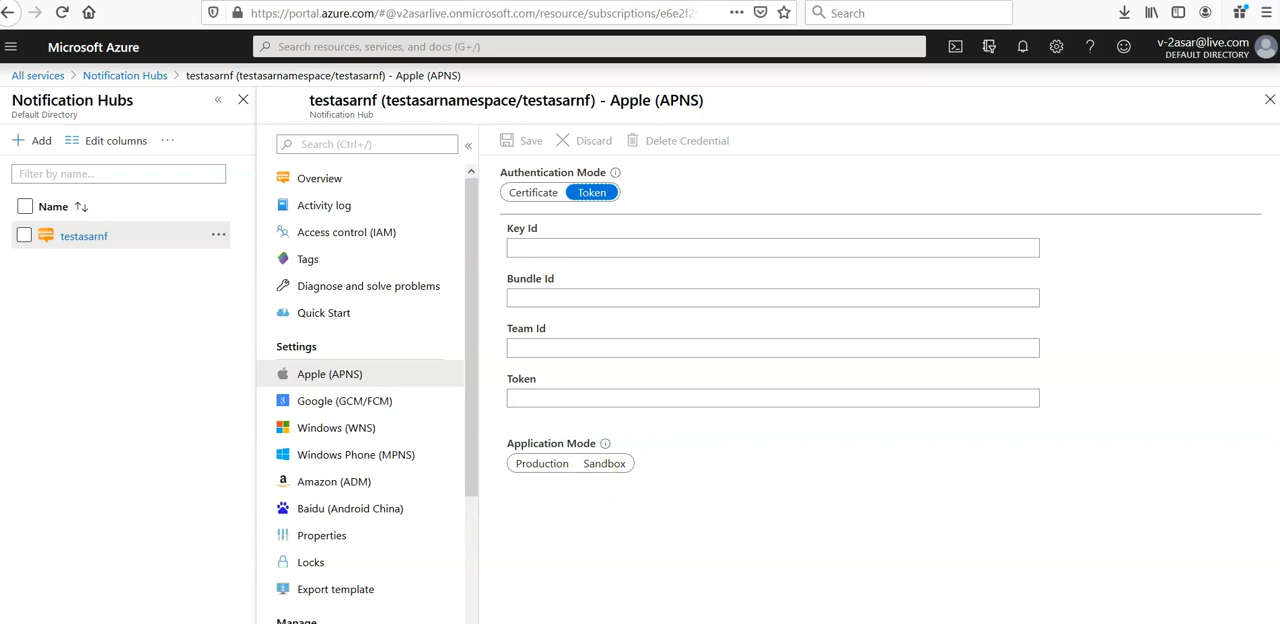 https://portal.azure.com/#@v2asarlive.onmicrosoft.com/resource/subscriptions/e6e2f2
Search
Microsoft Azure
Search resources, services, and docs (G+/)
v-2asar@live.com
DEFAULT DIRECTORY
All services > Notification Hubs > testasarnf (testasarnamespace/testasarnf) - Apple (APNS)
Notification Hubs
Default Directory
Add
Edit columns
Filter by name...
Name
testasarnf
testasarnf (testasarnamespace/testasarnf) - Apple (APNS)
Notification Hub
Search (Ctrl+/)
Overview
Activity log
Access control (IAM)
Tags
Diagnose and solve problems
Quick Start
Settings
Apple (APNS)
Google (GCM/FCM)
Windows (WNS)
Windows Phone (MPNS)
Amazon (ADM)
Baidu (Android China)
Properties
Locks
Export template
Manage
Save
Discard
Delete Credential
Authentication Mode
Certificate Token
Key Id
Bundle Id
Team Id
Token
Application Mode
Production Sandbox